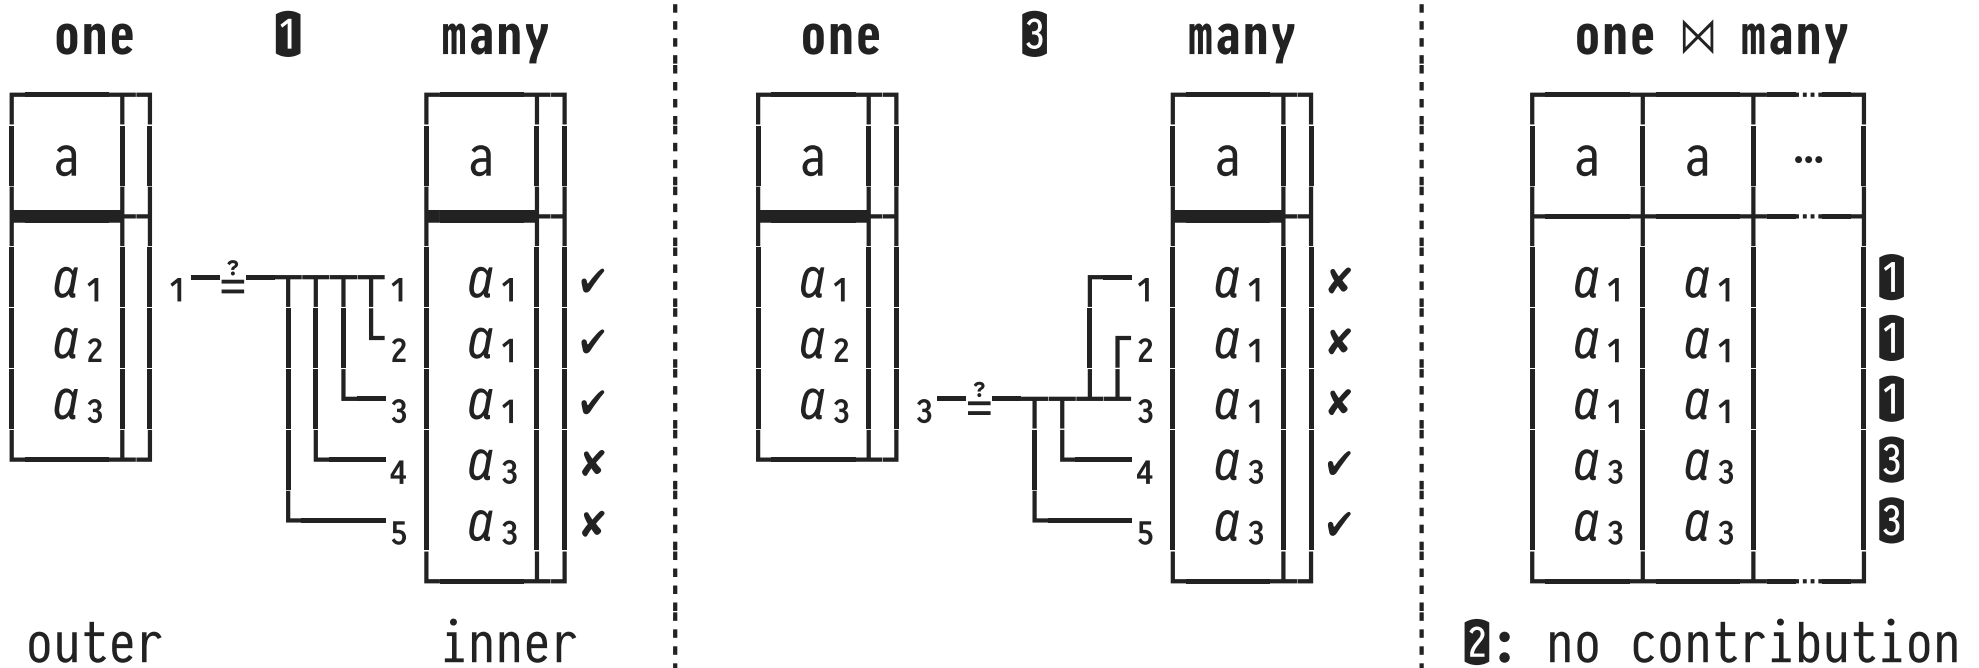 one 1 many one 3 many one ⋈ many
a a a a a a …
a₁ 1 ≟ 1 a₁ ✔ a₁ 1 a₁ ✘ a₁ a₁ 1
a₂ 2 a₁ ✔ a₂ 2 a₁ ✘ a₁ a₁ 1
a₃ 3 a₁ ✔ a₃ 3 ≟ 3 a₁ ✘ a₁ a₁ 1
4 a₃ ✘ 4 a₃ ✔ a₃ a₃ 3
5 a₃ ✘ 5 a₃ ✔ a₃ a₃ 3
outer inner 2: no contribution